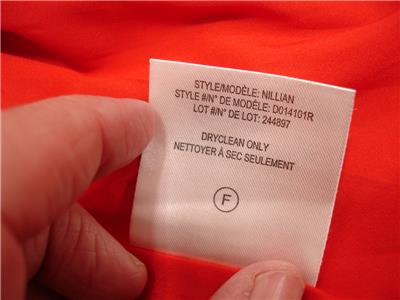 STYLE/MODÈLE: NILLIAN
STYLE #/N° DE MODÈLE: D014101R
LOT #/N° DE LOT: 244897
DRYCLEAN ONLY
NETTOYER À SEC SEULEMENT
F